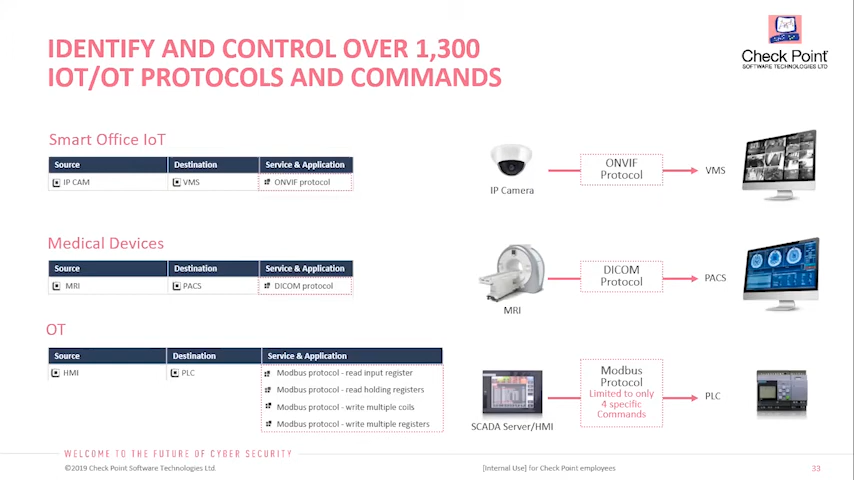 IDENTIFY AND CONTROL OVER 1,300
IOT/OT PROTOCOLS AND COMMANDS
Check Point
SOFTWARE TECHNOLOGIES LTD
Smart Office IoT
Source Destination Service & Application
IP CAM VMS ONVIF protocol
IP Camera
ONVIF
Protocol
VMS
Medical Devices
Source Destination Service & Application
MRI PACS DICOM protocol
MRI
DICOM
Protocol
PACS
OT
Source Destination Service & Application
HMI PLC Modbus protocol - read input register
Modbus protocol - read holding registers
Modbus protocol - write multiple coils
Modbus protocol - write multiple registers
SCADA Server/HMI
Modbus
Protocol
Limited to only
4 specific
Commands
PLC
WELCOME TO THE FUTURE OF CYBER SECURITY
©2019 Check Point Software Technologies Ltd.
[Internal Use] for Check Point employees
33